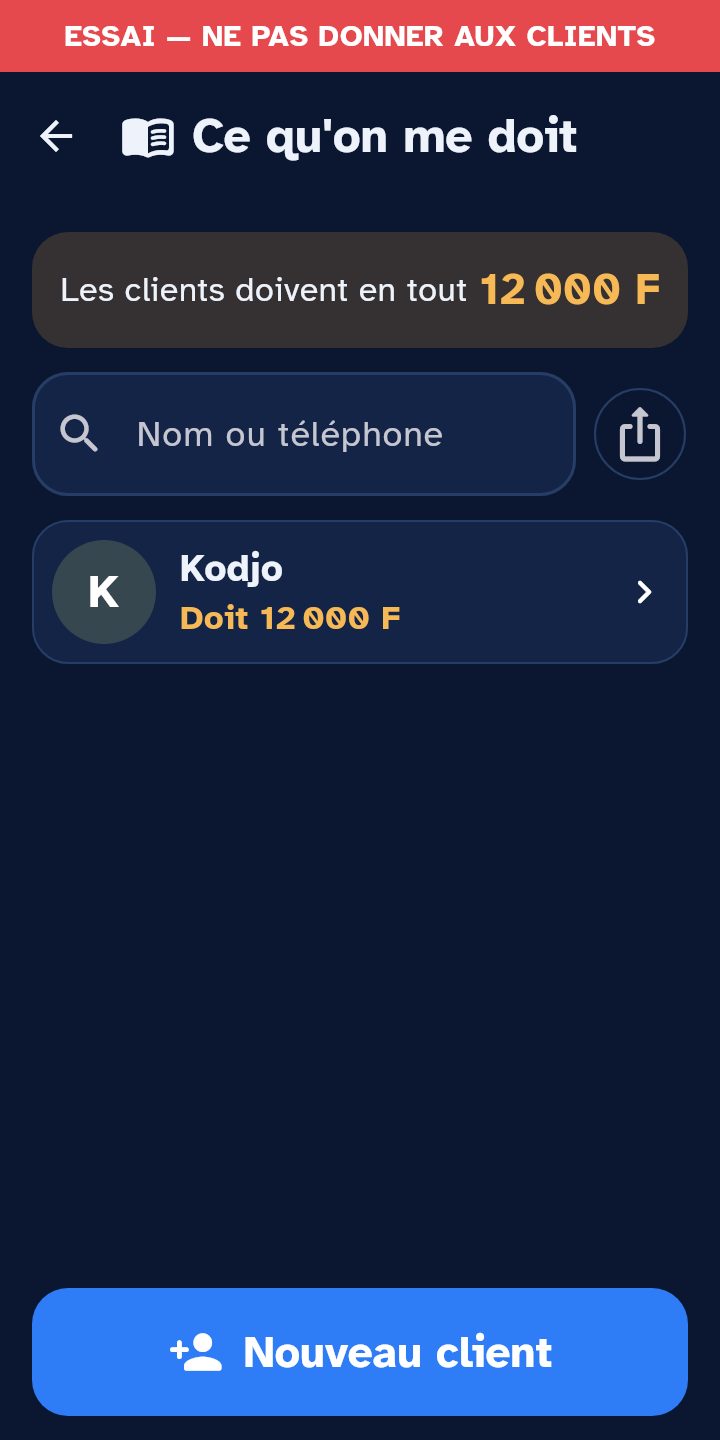 ESSAI — NE PAS DONNER AUX CLIENTS
Ce qu'on me doit
Les clients doivent en tout 12 000 F
Nom ou téléphone
K
Kodjo
Doit 12 000 F
Nouveau client